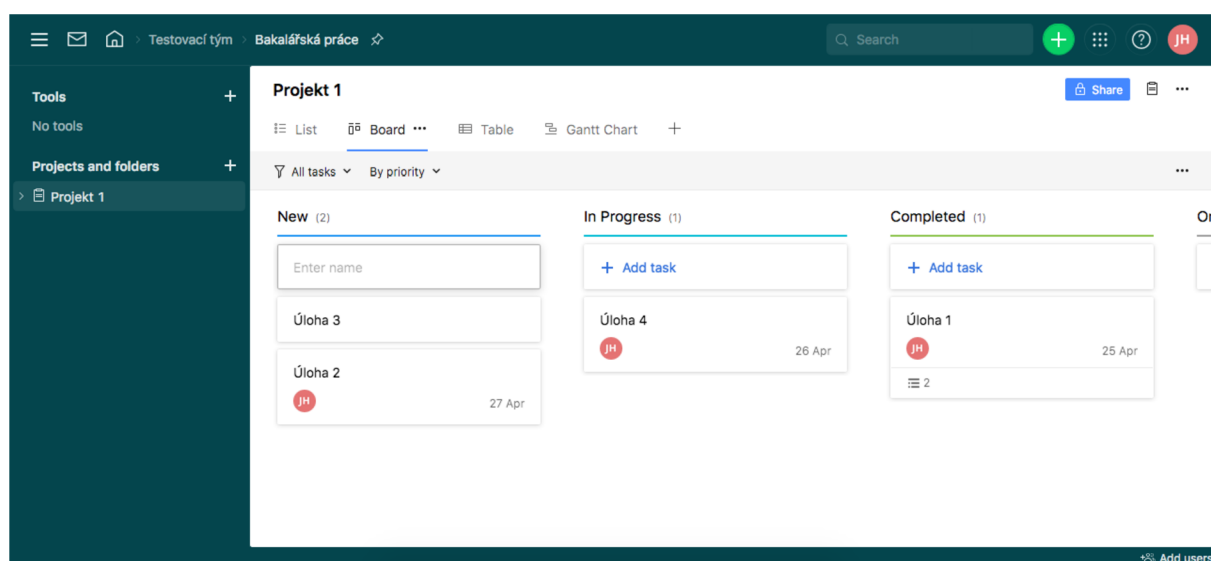 Testovací tým > Bakalářská práce
Search
JH
Tools
No tools
Projects and folders
Projekt 1
Projekt 1
Share
List
Board
Table
Gantt Chart
All tasks
By priority
New (2)
Enter name
Úloha 3
Úloha 2
JH
27 Apr
In Progress (1)
+ Add task
Úloha 4
JH
26 Apr
Completed (1)
+ Add task
Úloha 1
JH
25 Apr
2
Add users